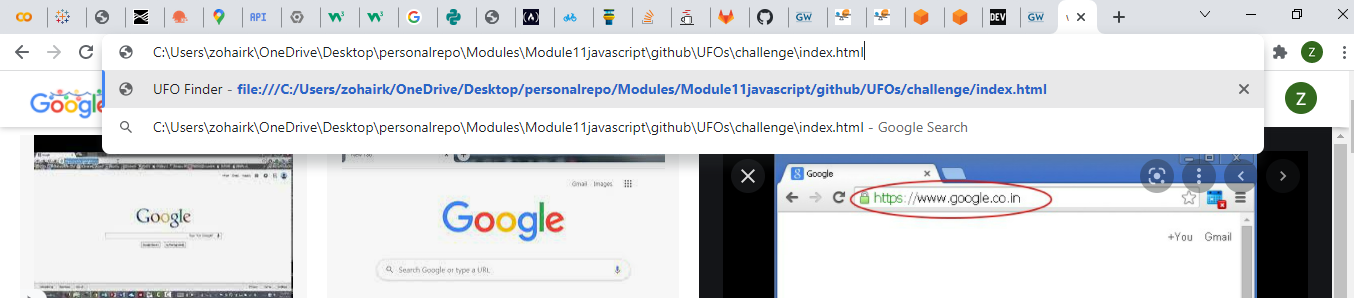 API
DEV
GW
GW
C:\Users\zohairk\OneDrive\Desktop\personalrepo\Modules\Module11javascript\github\UFOs\challenge\index.html
Z
UFO Finder - file:///C:/Users/zohairk/OneDrive/Desktop/personalrepo/Modules/Module11javascript/github/UFOs/challenge/index.html
Google
Z
C:\Users\zohairk\OneDrive\Desktop\personalrepo\Modules\Module11javascript\github\UFOs\challenge\index.html - Google Search
Google
Google
Gmail Images
Google
Search Google or type a URL
https://www.google.co.in
+You Gmail